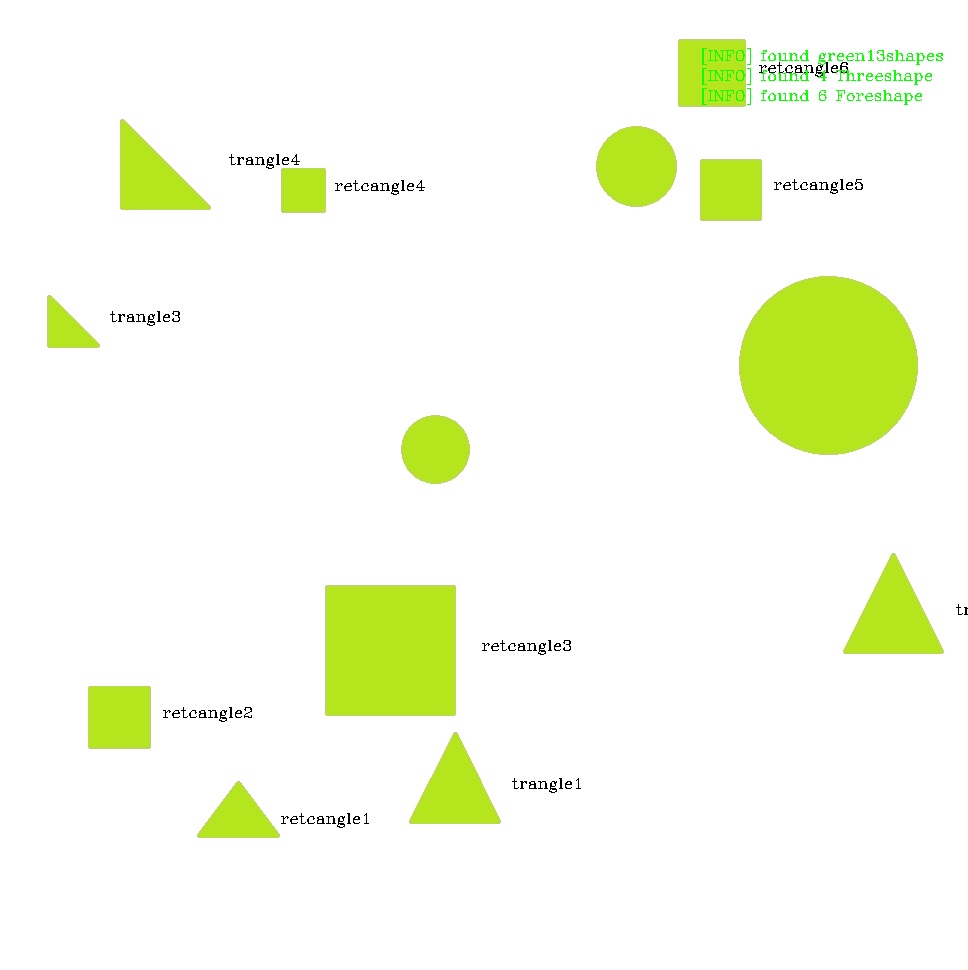 [INFO] found green13shapes
retcangle6
[INFO] found 4 Threeshape
[INFO] found 6 Foreshape
trangle4
retcangle4
retcangle5
trangle3
tr
retcangle3
retcangle2
trangle1
retcangle1